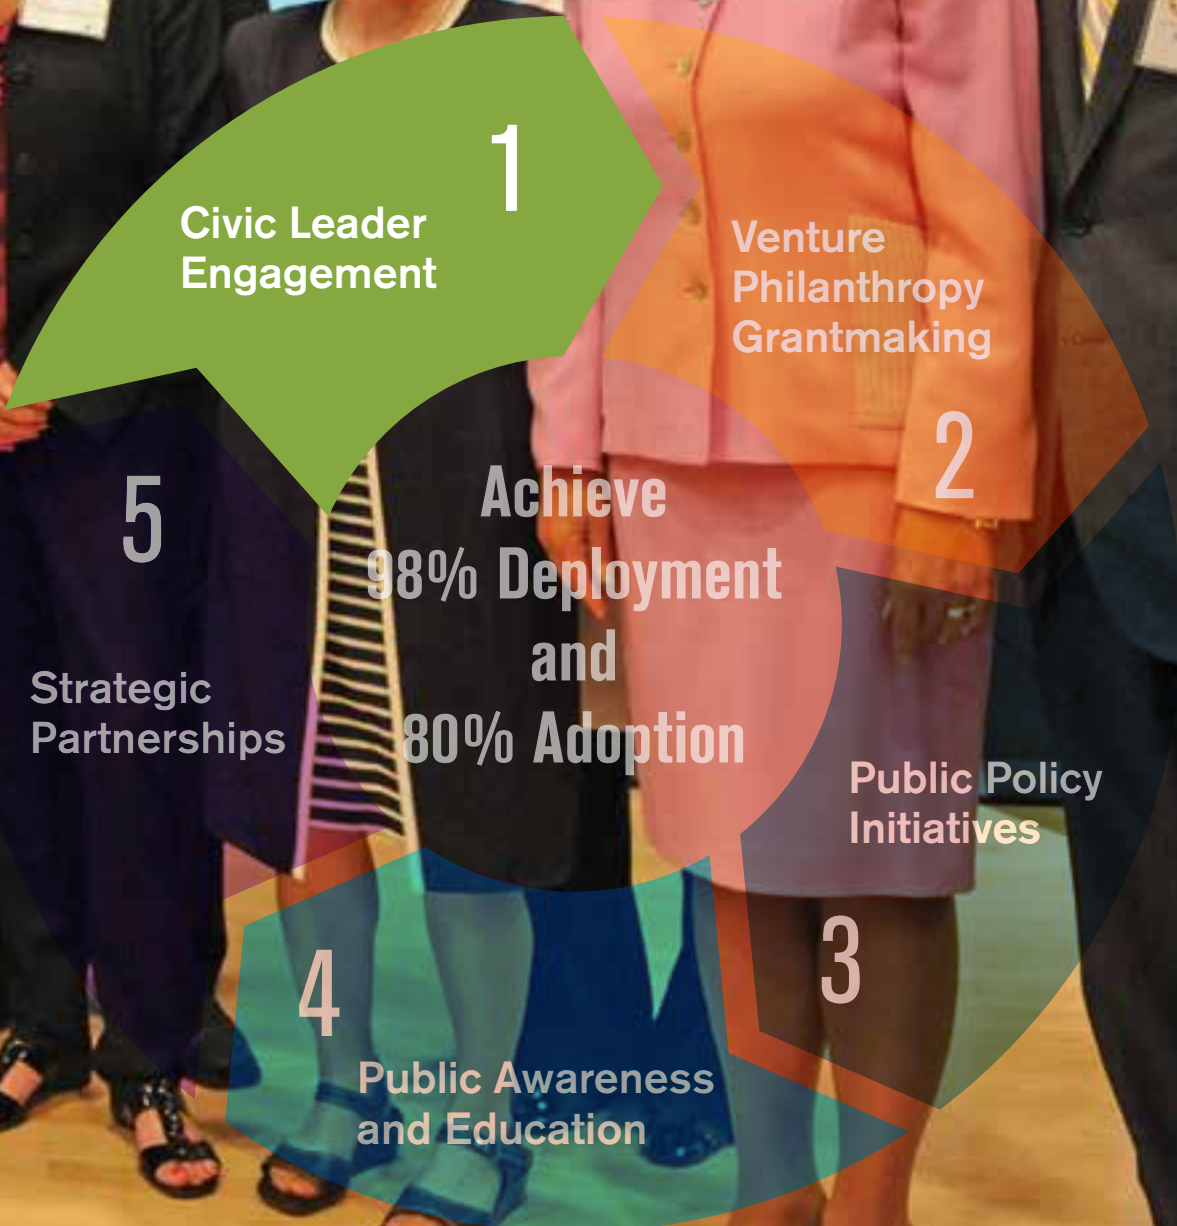 1
Civic Leader
Engagement
Venture
Philanthropy
Grantmaking
2
Public Policy
Initiatives
3
4
Public Awareness
and Education
5
Strategic
Partnerships
Achieve
98% Deployment
and
80% Adoption